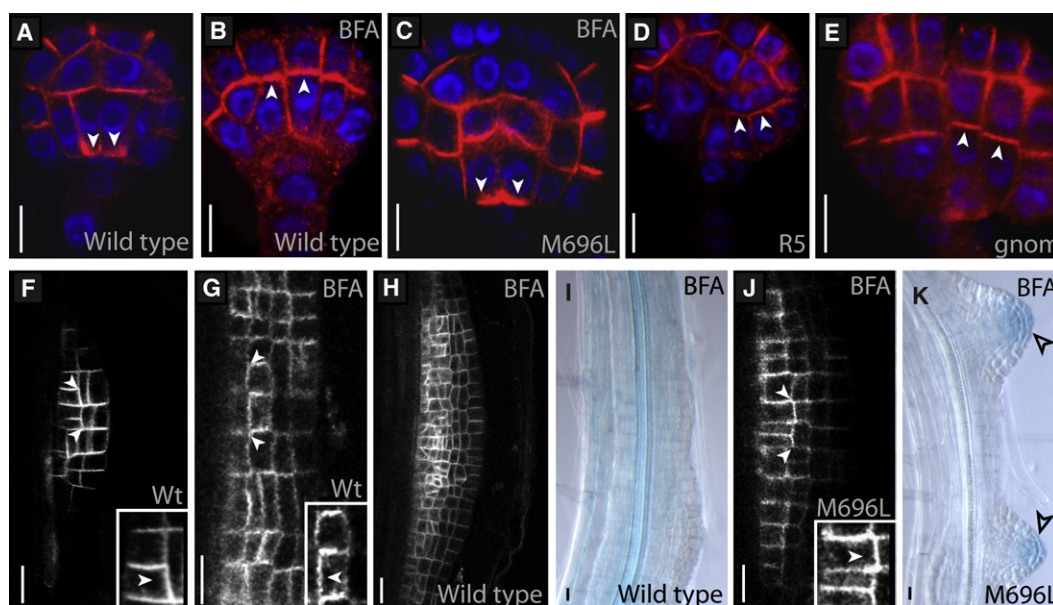 A
Wild type
B
BFA
Wild type
C
BFA
M696L
D
R5
E
gnom
F
Wt
G
BFA
Wt
H
BFA
Wild type
I
BFA
Wild type
J
BFA
M696L
K
BFA
M696L